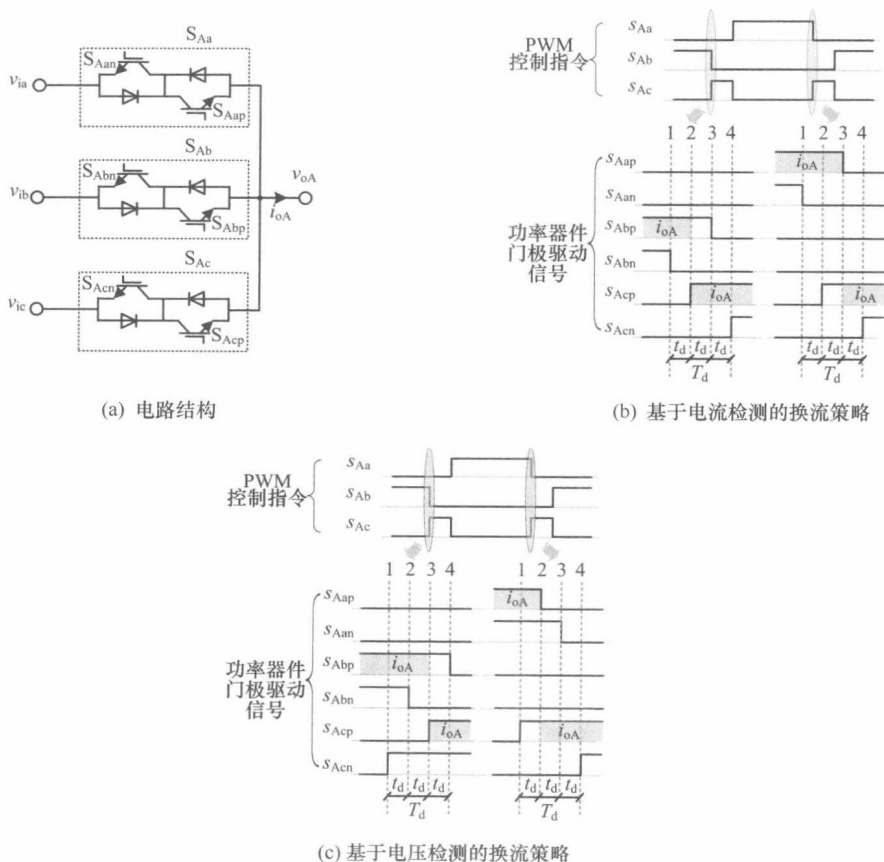 S_Aa
S_Aan
v_ia
S_Aap
S_Ab
S_Abn
v_ib
v_oA
i_oA
S_Abp
S_Ac
S_Acn
v_ic
S_Acp
(a) 电路结构
PWM
控制指令
s_Aa
s_Ab
s_Ac
1 2 3 4 1 2 3 4
功率器件
门极驱动
信号
s_Aap i_oA
s_Aan
s_Abp i_oA
s_Abn
s_Acp i_oA i_oA
s_Acn
t_d t_d t_d t_d t_d t_d
T_d T_d
(b) 基于电流检测的换流策略
PWM
控制指令
s_Aa
s_Ab
s_Ac
1 2 3 4 1 2 3 4
功率器件
门极驱动
信号
s_Aap i_oA
s_Aan
s_Abp i_oA
s_Abn
s_Acp i_oA i_oA
s_Acn
t_d t_d t_d t_d t_d t_d
T_d T_d
(c) 基于电压检测的换流策略